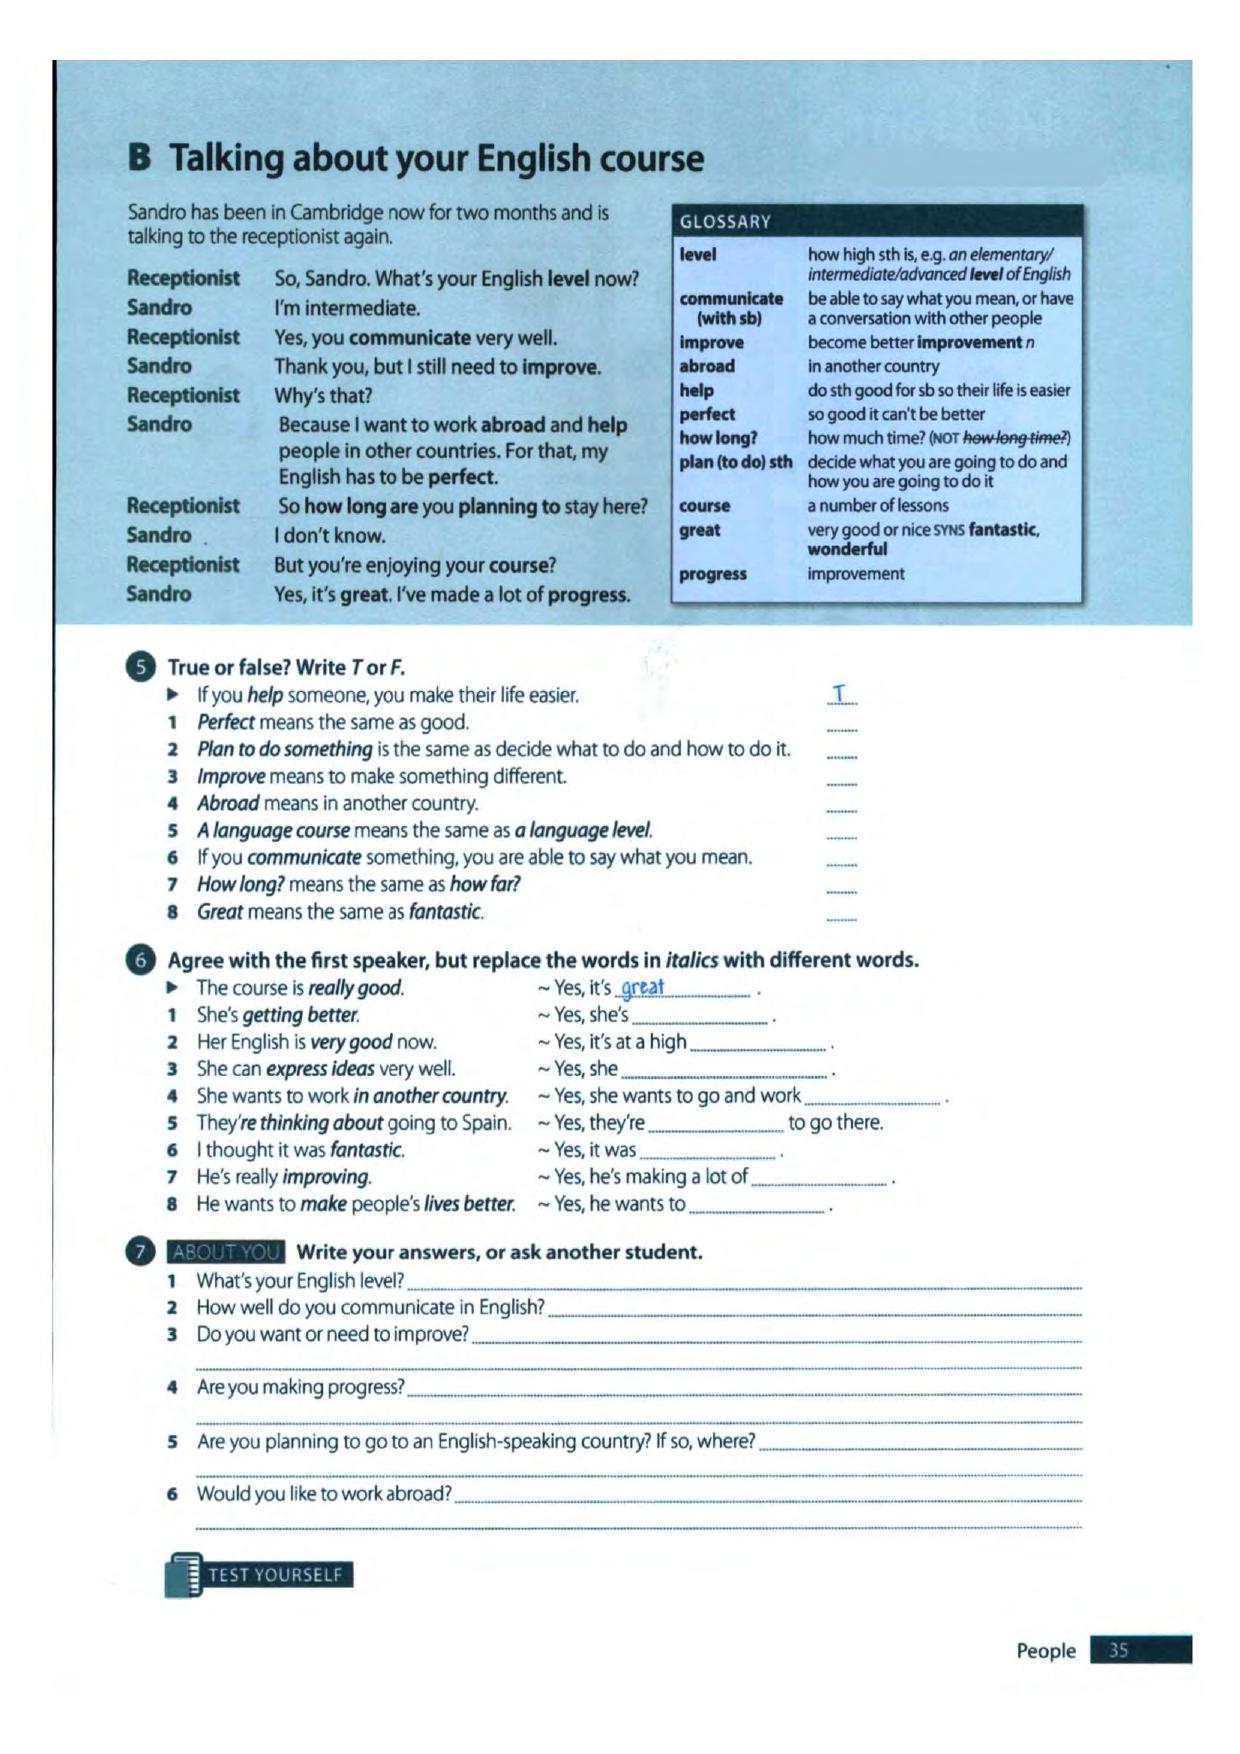 B Talking about your English course
Sandro has been in Cambridge now for two months and is
talking to the receptionist again.
Receptionist So, Sandro. What's your English level now?
Sandro I'm intermediate.
Receptionist Yes, you communicate very well.
Sandro Thank you, but I still need to improve.
Receptionist Why's that?
Sandro Because I want to work abroad and help
people in other countries. For that, my
English has to be perfect.
Receptionist So how long are you planning to stay here?
Sandro I don't know.
Receptionist But you're enjoying your course?
Sandro Yes, it's great. I've made a lot of progress.
GLOSSARY
level how high sth is, e.g. an elementary/
intermediate/advanced level of English
communicate be able to say what you mean, or have
(with sb) a conversation with other people
improve become better improvement n
abroad in another country
help do sth good for sb so their life is easier
perfect so good it can't be better
how long? how much time? (NOT how long time?)
plan (to do) sth decide what you are going to do and
how you are going to do it
course a number of lessons
great very good or nice SYNS fantastic,
wonderful
progress improvement
5 True or false? Write T or F.
► If you help someone, you make their life easier. T
1 Perfect means the same as good.
2 Plan to do something is the same as decide what to do and how to do it.
3 Improve means to make something different.
4 Abroad means in another country.
5 A language course means the same as a language level.
6 If you communicate something, you are able to say what you mean.
7 How long? means the same as how far?
8 Great means the same as fantastic.
6 Agree with the first speaker, but replace the words in italics with different words.
► The course is really good. ~ Yes, it's great .
1 She's getting better. ~ Yes, she's .
2 Her English is very good now. ~ Yes, it's at a high .
3 She can express ideas very well. ~ Yes, she .
4 She wants to work in another country. ~ Yes, she wants to go and work .
5 They're thinking about going to Spain. ~ Yes, they're to go there.
6 I thought it was fantastic. ~ Yes, it was .
7 He's really improving. ~ Yes, he's making a lot of .
8 He wants to make people's lives better. ~ Yes, he wants to .
7 ABOUT YOU Write your answers, or ask another student.
1 What's your English level?
2 How well do you communicate in English?
3 Do you want or need to improve?
4 Are you making progress?
5 Are you planning to go to an English-speaking country? If so, where?
6 Would you like to work abroad?
TEST YOURSELF
People 35